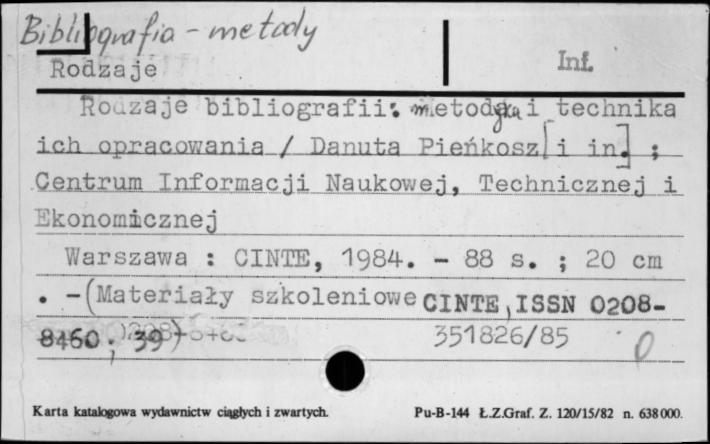 Bibliografia - metody
Rodzaje
Inf.
Rodzaje bibliografii: metodyka i technika
ich opracowania / Danuta Pieńkosz [i in.] ;
Centrum Informacji Naukowej, Technicznej i
Ekonomicznej
Warszawa : CINTE, 1984. - 88 s. ; 20 cm
. - (Materiały szkoleniowe CINTE, ISSN 0208-
8460 ; 39)
351826/85
0
Karta katalogowa wydawnictw ciągłych i zwartych.
Pu-B-144 Ł.Z.Graf. Z. 120/15/82 n. 638000.